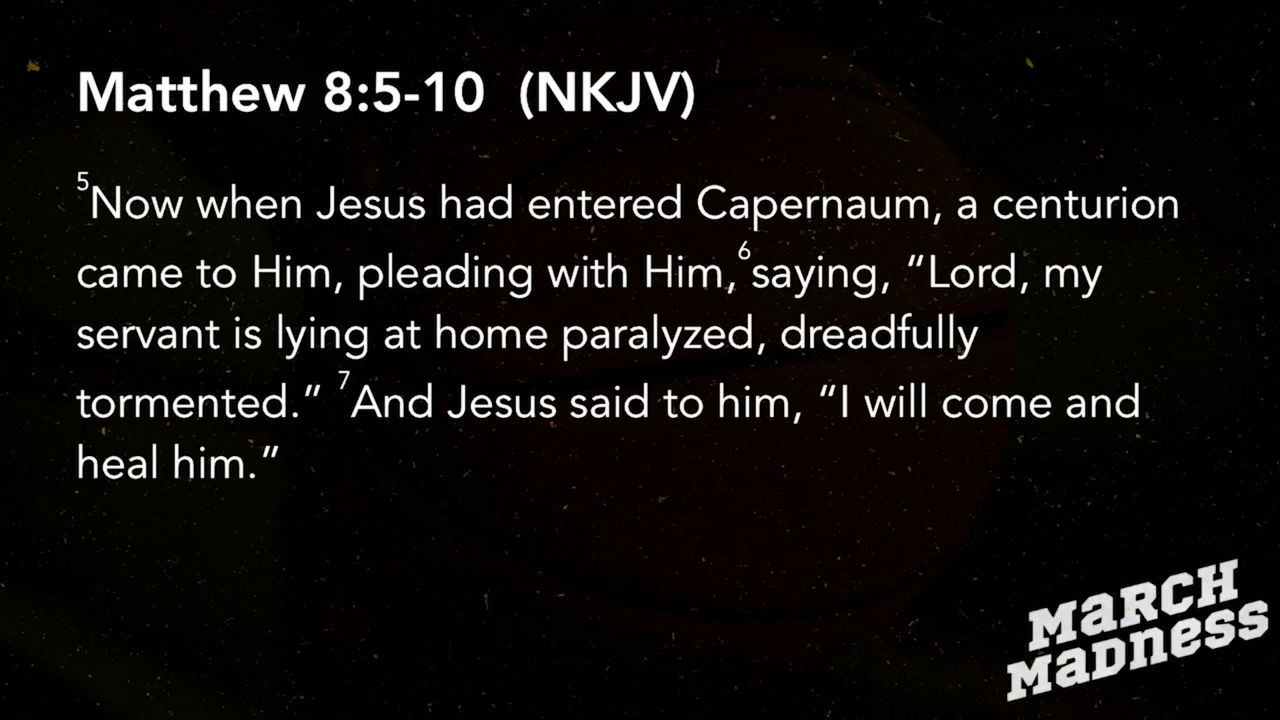 Matthew 8:5-10 (NKJV)
5Now when Jesus had entered Capernaum, a centurion
came to Him, pleading with Him,6saying, “Lord, my
servant is lying at home paralyzed, dreadfully
tormented.” 7And Jesus said to him, “I will come and
heal him.”
MaRCH
MaDness